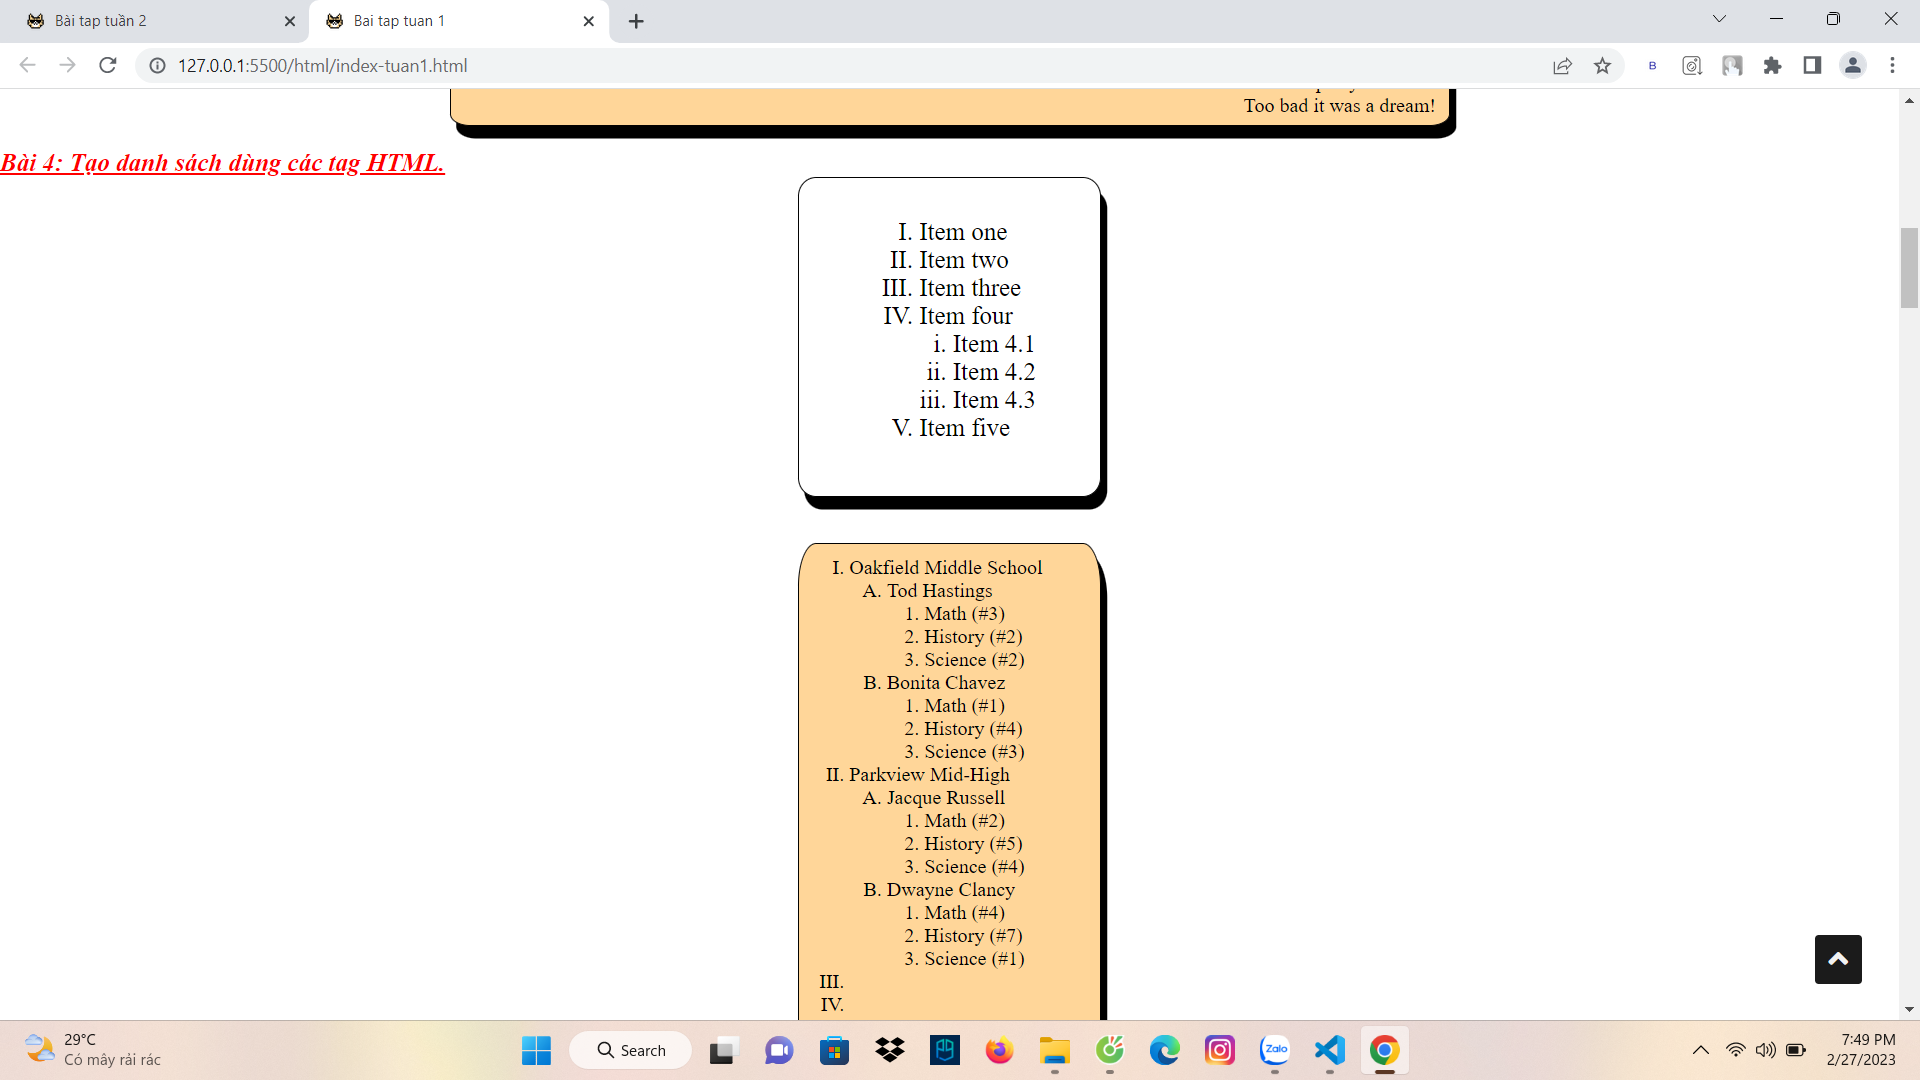 Bài tap tuần 2
Bai tap tuan 1
127.0.0.1:5500/html/index-tuan1.html
B
Too bad it was a dream!
Bài 4: Tạo danh sách dùng các tag HTML.
I. Item one
II. Item two
III. Item three
IV. Item four
i. Item 4.1
ii. Item 4.2
iii. Item 4.3
V. Item five
I. Oakfield Middle School
A. Tod Hastings
1. Math (#3)
2. History (#2)
3. Science (#2)
B. Bonita Chavez
1. Math (#1)
2. History (#4)
3. Science (#3)
II. Parkview Mid-High
A. Jacque Russell
1. Math (#2)
2. History (#5)
3. Science (#4)
B. Dwayne Clancy
1. Math (#4)
2. History (#7)
3. Science (#1)
III.
IV.
29°C
Có mây rải rác
Search
Zalo
7:49 PM
2/27/2023